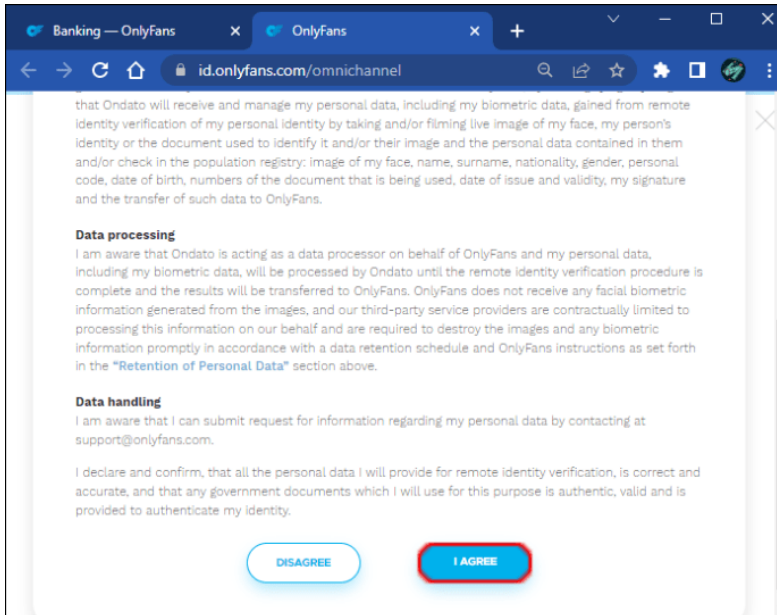 Banking — OnlyFans
OnlyFans
id.onlyfans.com/omnichannel
that Ondato will receive and manage my personal data, including my biometric data, gained from remote
identity verification of my personal identity by taking and/or filming live image of my face, my person's
identity or the document used to identify it and/or their image and the personal data contained in them
and/or check in the population registry: image of my face, name, surname, nationality, gender, personal
code, date of birth, numbers of the document that is being used, date of issue and validity, my signature
and the transfer of such data to OnlyFans.
Data processing
I am aware that Ondato is acting as a data processor on behalf of OnlyFans and my personal data,
including my biometric data, will be processed by Ondato until the remote identity verification procedure is
complete and the results will be transferred to OnlyFans. OnlyFans does not receive any facial biometric
information generated from the images, and our third-party service providers are contractually limited to
processing this information on our behalf and are required to destroy the images and any biometric
information promptly in accordance with a data retention schedule and OnlyFans instructions as set forth
in the "Retention of Personal Data" section above.
Data handling
I am aware that I can submit request for information regarding my personal data by contacting at
support@onlyfans.com.
I declare and confirm, that all the personal data I will provide for remote identity verification, is correct and
accurate, and that any government documents which I will use for this purpose is authentic, valid and is
provided to authenticate my identity.
DISAGREE
I AGREE